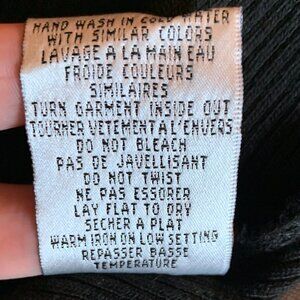 HAND WASH IN COLD WATER
WITH SIMILAR COLORS
LAVAGE A LA MAIN EAU
FROIDE COULEURS
SIMILAIRES
TURN GARMENT INSIDE OUT
TOURNER VETEMENT A L'ENVERS
DO NOT BLEACH
PAS DE JAVELLISANT
DO NOT TWIST
NE PAS ESSORER
LAY FLAT TO DRY
SECHER A PLAT
WARM IRON ON LOW SETTING
REPASSER BASSE
TEMPERATURE